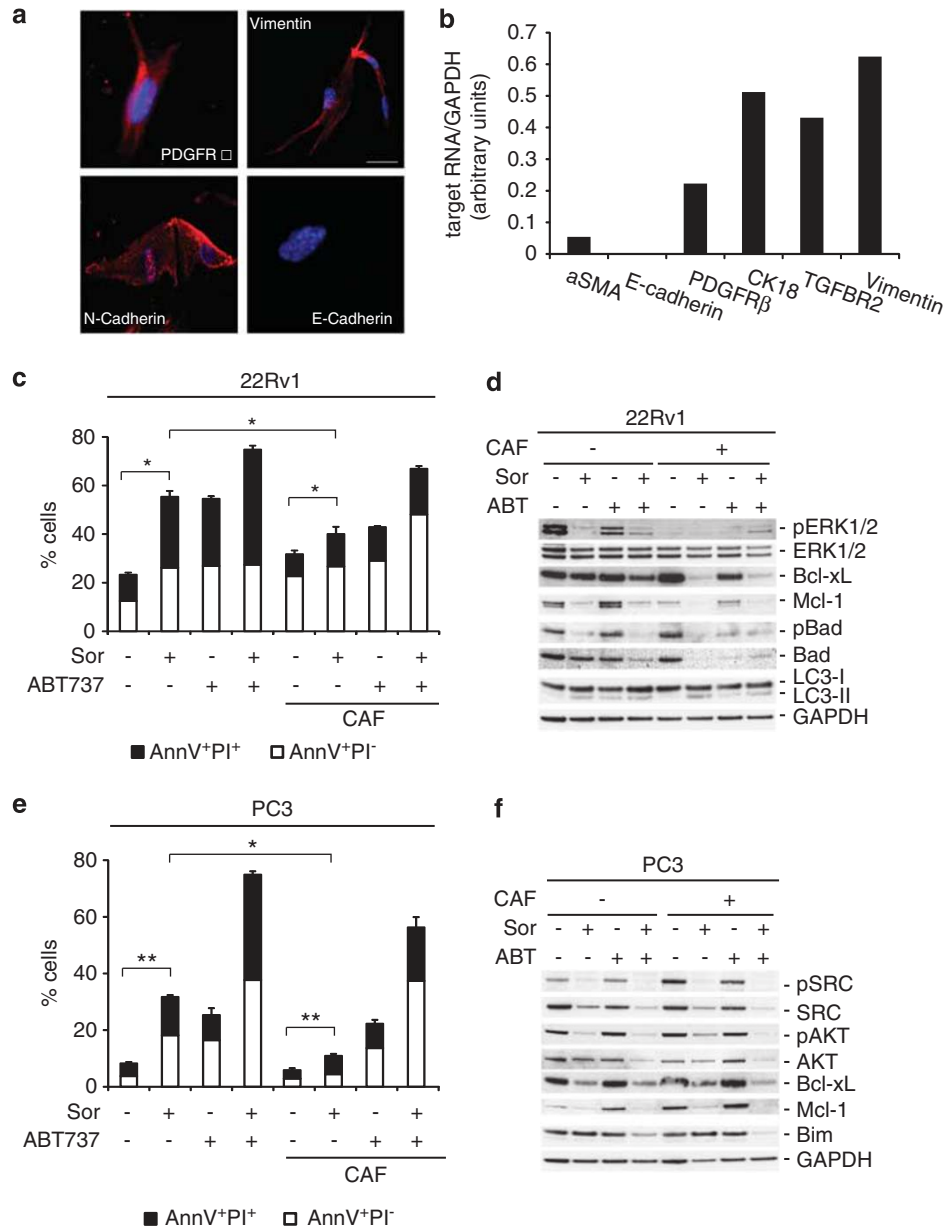 a
Vimentin
PDGFR □
N-Cadherin
E-Cadherin
b
target RNA/GAPDH
(arbitrary uinits)
0.7
0.6
0.5
0.4
0.3
0.2
0.1
0
aSMA
E-cadherin
PDGFRβ
CK18
TGFBR2
Vimentin
c
22Rv1
% cells
80
60
40
20
0
* * * 
Sor - + - + - + - +
ABT737 - - + + - - + +
CAF
■ AnnV+PI+ □ AnnV+PI-
d
22Rv1
CAF - +
Sor - + - + - + - +
ABT - - + + - - + +
- pERK1/2
- ERK1/2
- Bcl-xL
- Mcl-1
- pBad
- Bad
- LC3-I
- LC3-II
- GAPDH
e
PC3
% cells
80
60
40
20
0
** * **
Sor - + - + - + - +
ABT737 - - + + - - + +
CAF
■ AnnV+PI+ □ AnnV+PI-
f
PC3
CAF - +
Sor - + - + - + - +
ABT - - + + - - + +
- pSRC
- SRC
- pAKT
- AKT
- Bcl-xL
- Mcl-1
- Bim
- GAPDH